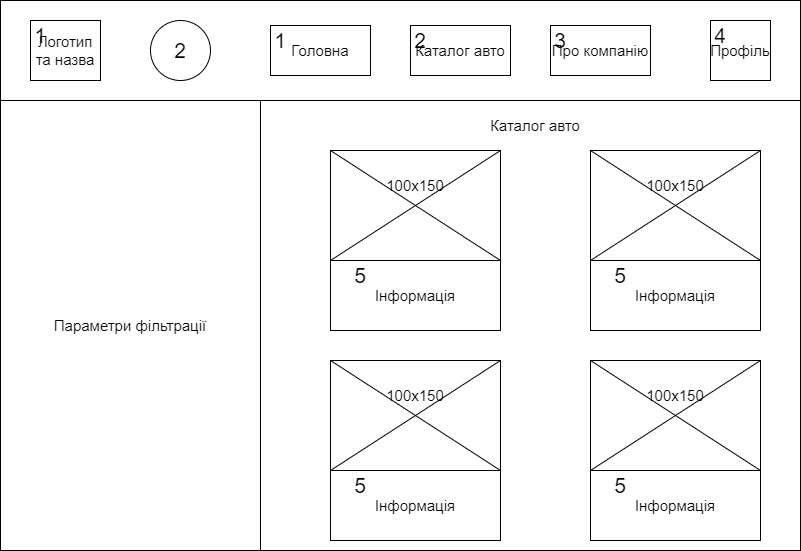 1
Логотип
та назва
2
1
Головна
2
Каталог авто
3
Про компанію
4
Профіль
Параметри фільтрації
Каталог авто
100x150
5
Інформація
100x150
5
Інформація
100x150
5
Інформація
100x150
5
Інформація